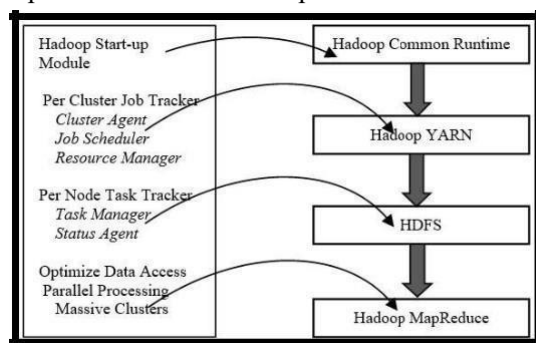 Hadoop Start-up
Module
Hadoop Common Runtime
Per Cluster Job Tracker
Cluster Agent
Job Scheduler
Resource Manager
Hadoop YARN
Per Node Task Tracker
Task Manager
Status Agent
HDFS
Optimize Data Access
Parallel Processing
Massive Clusters
Hadoop MapReduce